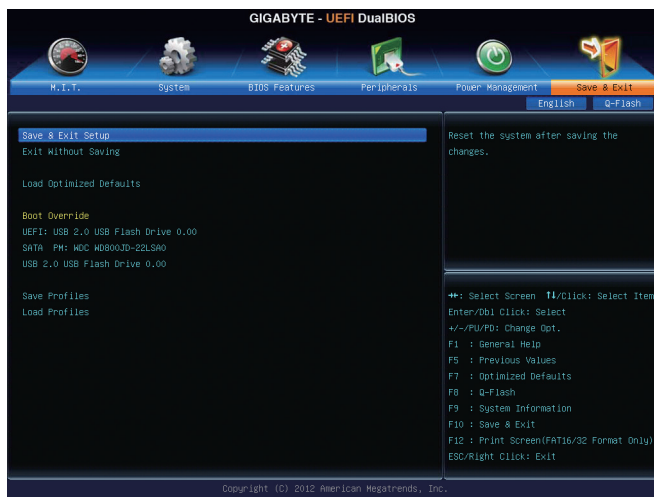 GIGABYTE - UEFI DualBIOS
M.I.T.
System
BIOS Features
Peripherals
Power Management
Save & Exit
English
Q-Flash
Save & Exit Setup
Exit Without Saving
Load Optimized Defaults
Boot Override
UEFI: USB 2.0 USB Flash Drive 0.00
SATA PM: WDC WD800JD-22LSA0
USB 2.0 USB Flash Drive 0.00
Save Profiles
Load Profiles
Reset the system after saving the
changes.
→←: Select Screen ↑↓/Click: Select Item
Enter/Dbl Click: Select
+/-/PU/PD: Change Opt.
F1 : General Help
F5 : Previous Values
F7 : Optimized Defaults
F8 : Q-Flash
F9 : System Information
F10 : Save & Exit
F12 : Print Screen(FAT16/32 Format Only)
ESC/Right Click: Exit
Copyright (C) 2012 American Megatrends, Inc.